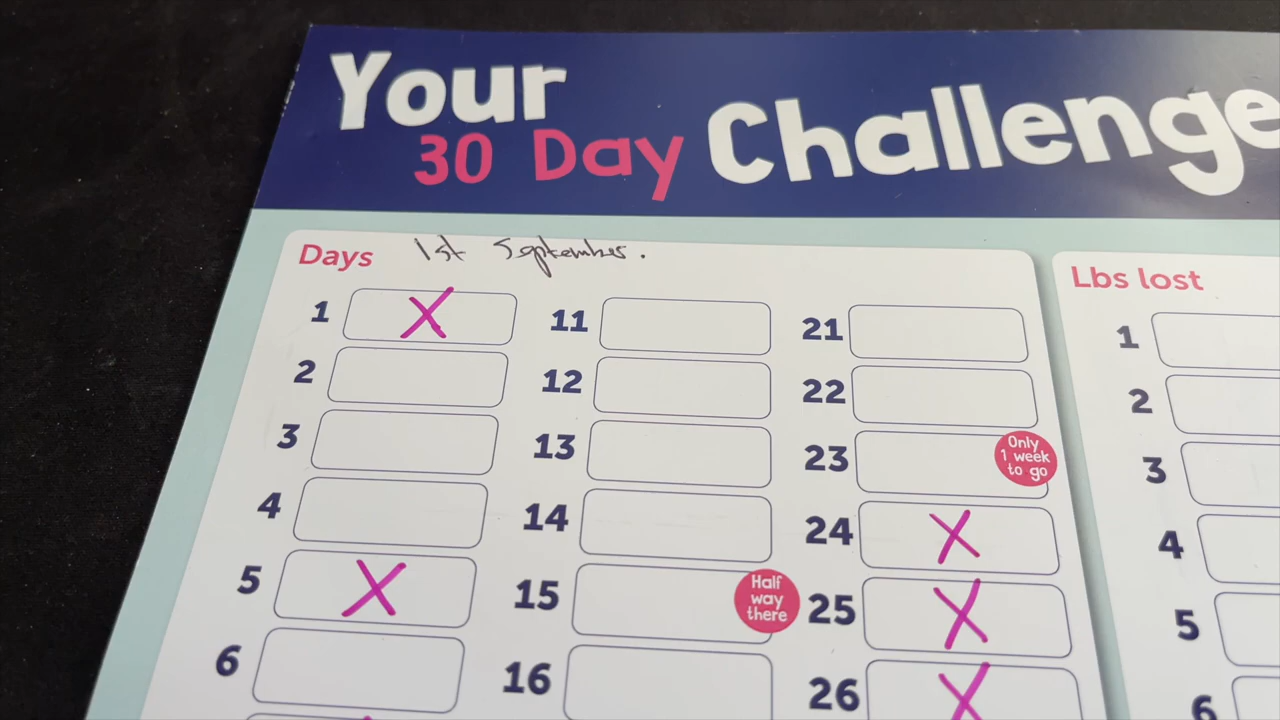 Your
30 Day Challenge
Days 1st September.
1 X
2
3
4
5 X
6
11
12
13
14
15 Half way there
16
21
22
23 Only 1 week to go
24 X
25 X
26 X
Lbs lost
1
2
3
4
5
6